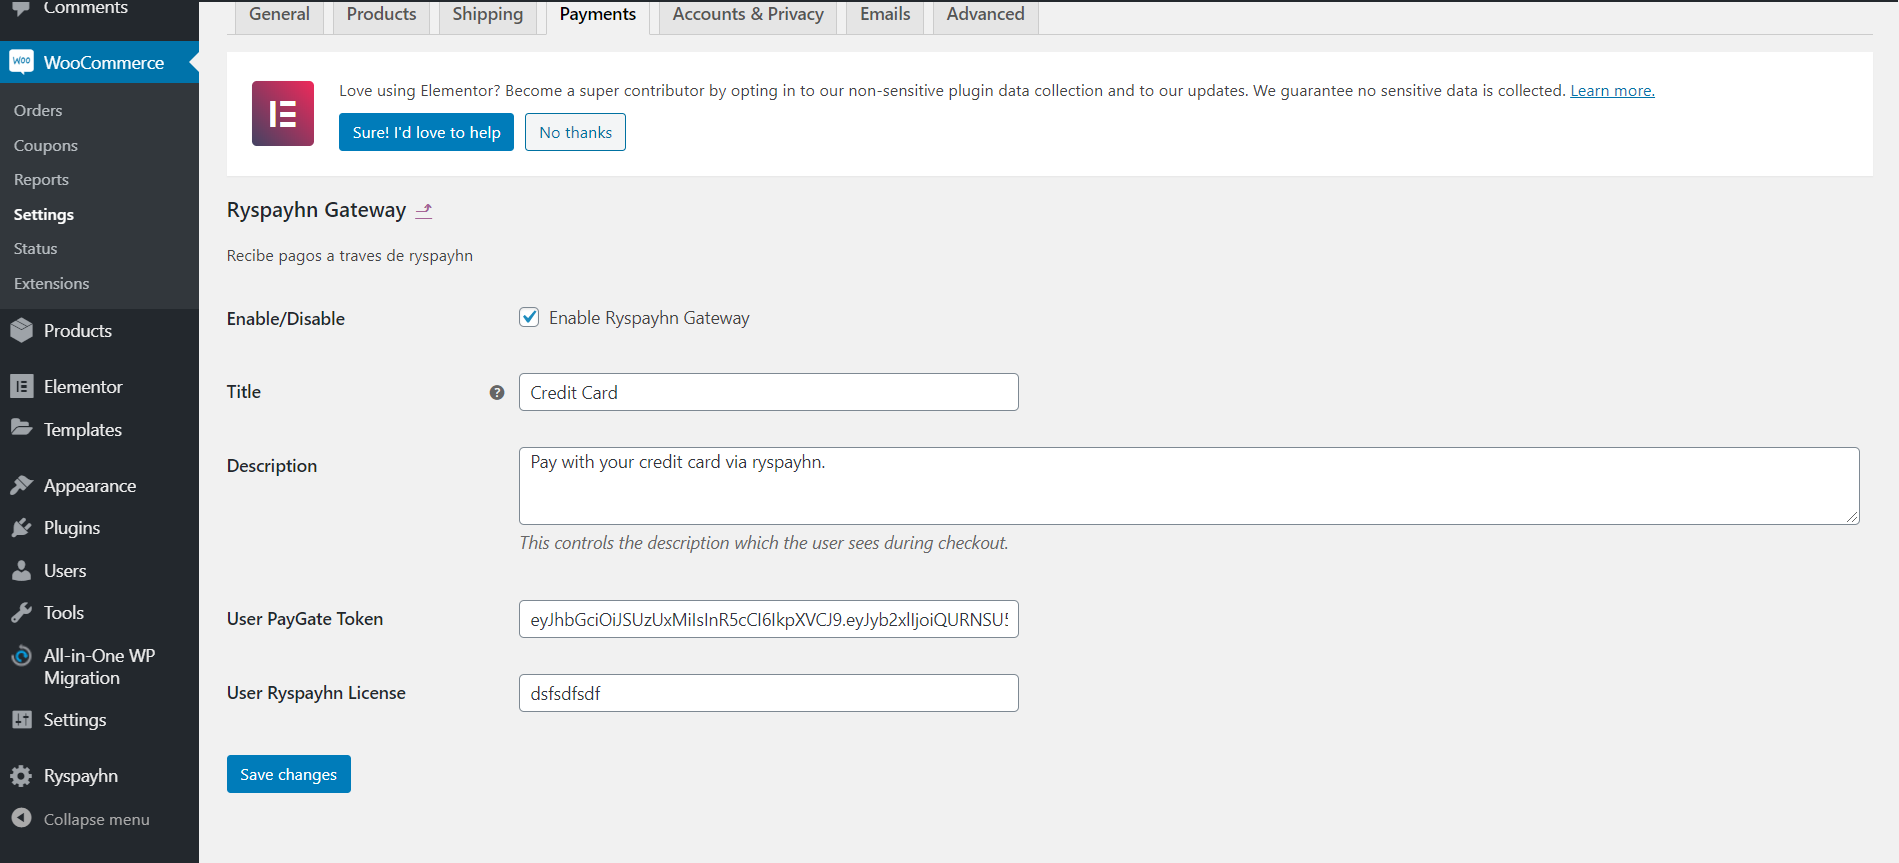 Comments
WooCommerce
Orders
Coupons
Reports
Settings
Status
Extensions
Products
Elementor
Templates
Appearance
Plugins
Users
Tools
All-in-One WP
Migration
Settings
Ryspayhn
Collapse menu
General
Products
Shipping
Payments
Accounts & Privacy
Emails
Advanced
Love using Elementor? Become a super contributor by opting in to our non-sensitive plugin data collection and to our updates. We guarantee no sensitive data is collected. Learn more.
Sure! I'd love to help
No thanks
Ryspayhn Gateway
Recibe pagos a traves de ryspayhn
Enable/Disable
Enable Ryspayhn Gateway
Title
Credit Card
Description
Pay with your credit card via ryspayhn.
This controls the description which the user sees during checkout.
User PayGate Token
eyJhbGciOiJSUzUxMiIsInR5cCI6IkpXVCJ9.eyJyb2xlIjoiQURNSU5
User Ryspayhn License
dsfsdfsdf
Save changes